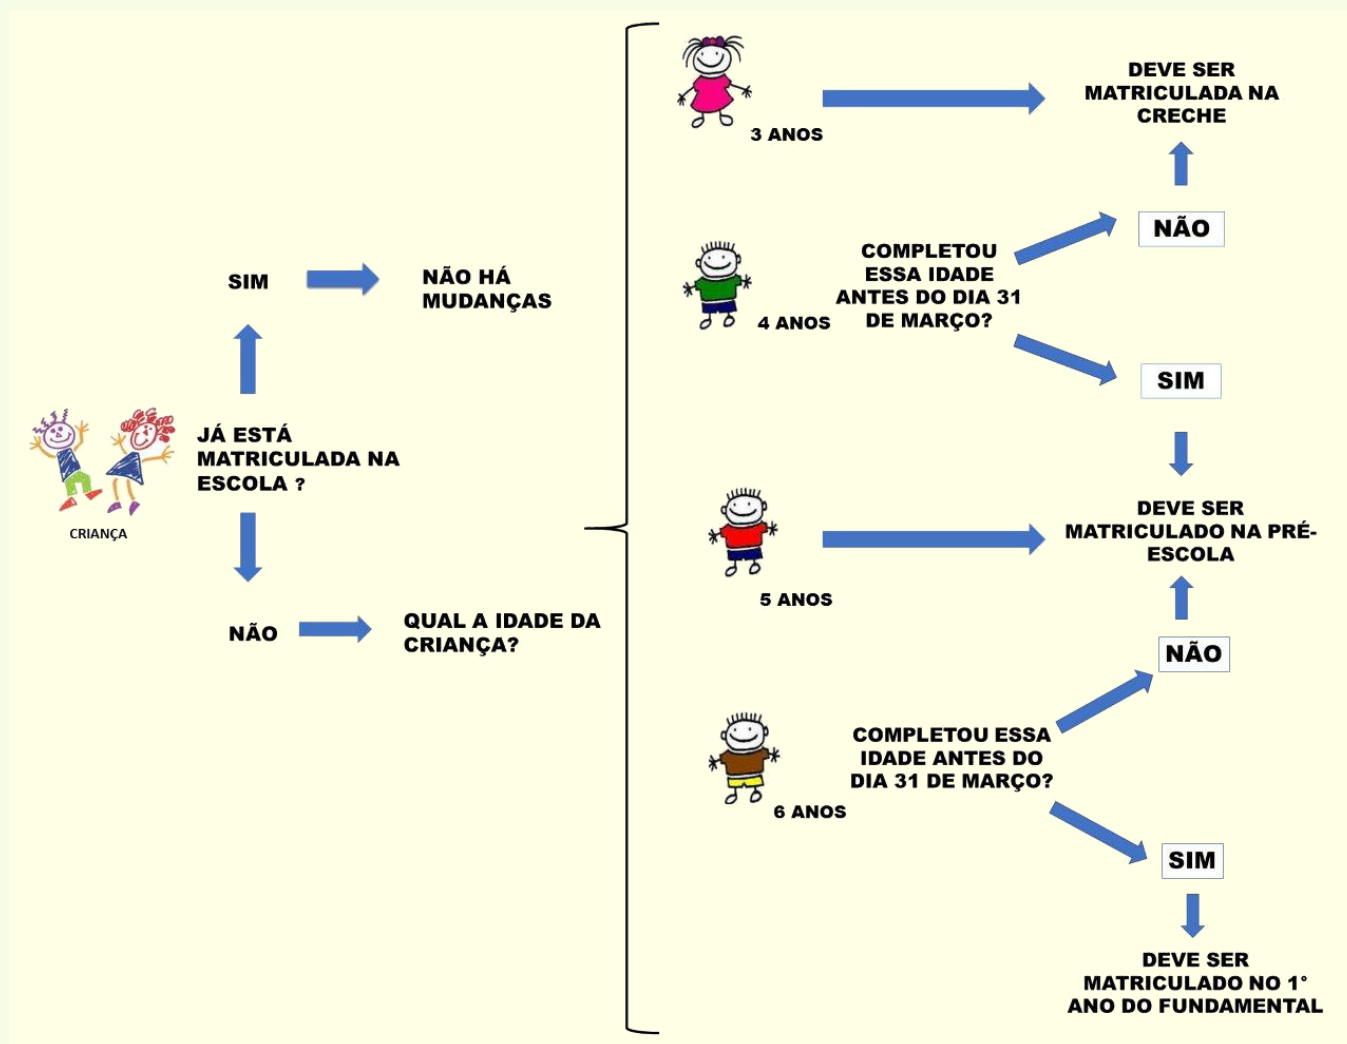 CRIANÇA
JÁ ESTÁ
MATRICULADA NA
ESCOLA ?
SIM
NÃO HÁ
MUDANÇAS
NÃO
QUAL A IDADE DA
CRIANÇA?
3 ANOS
DEVE SER
MATRICULADA NA
CRECHE
4 ANOS
COMPLETOU
ESSA IDADE
ANTES DO DIA 31
DE MARÇO?
NÃO
SIM
5 ANOS
DEVE SER
MATRICULADO NA PRÉ-
ESCOLA
6 ANOS
COMPLETOU ESSA
IDADE ANTES DO
DIA 31 DE MARÇO?
NÃO
SIM
DEVE SER
MATRICULADO NO 1°
ANO DO FUNDAMENTAL